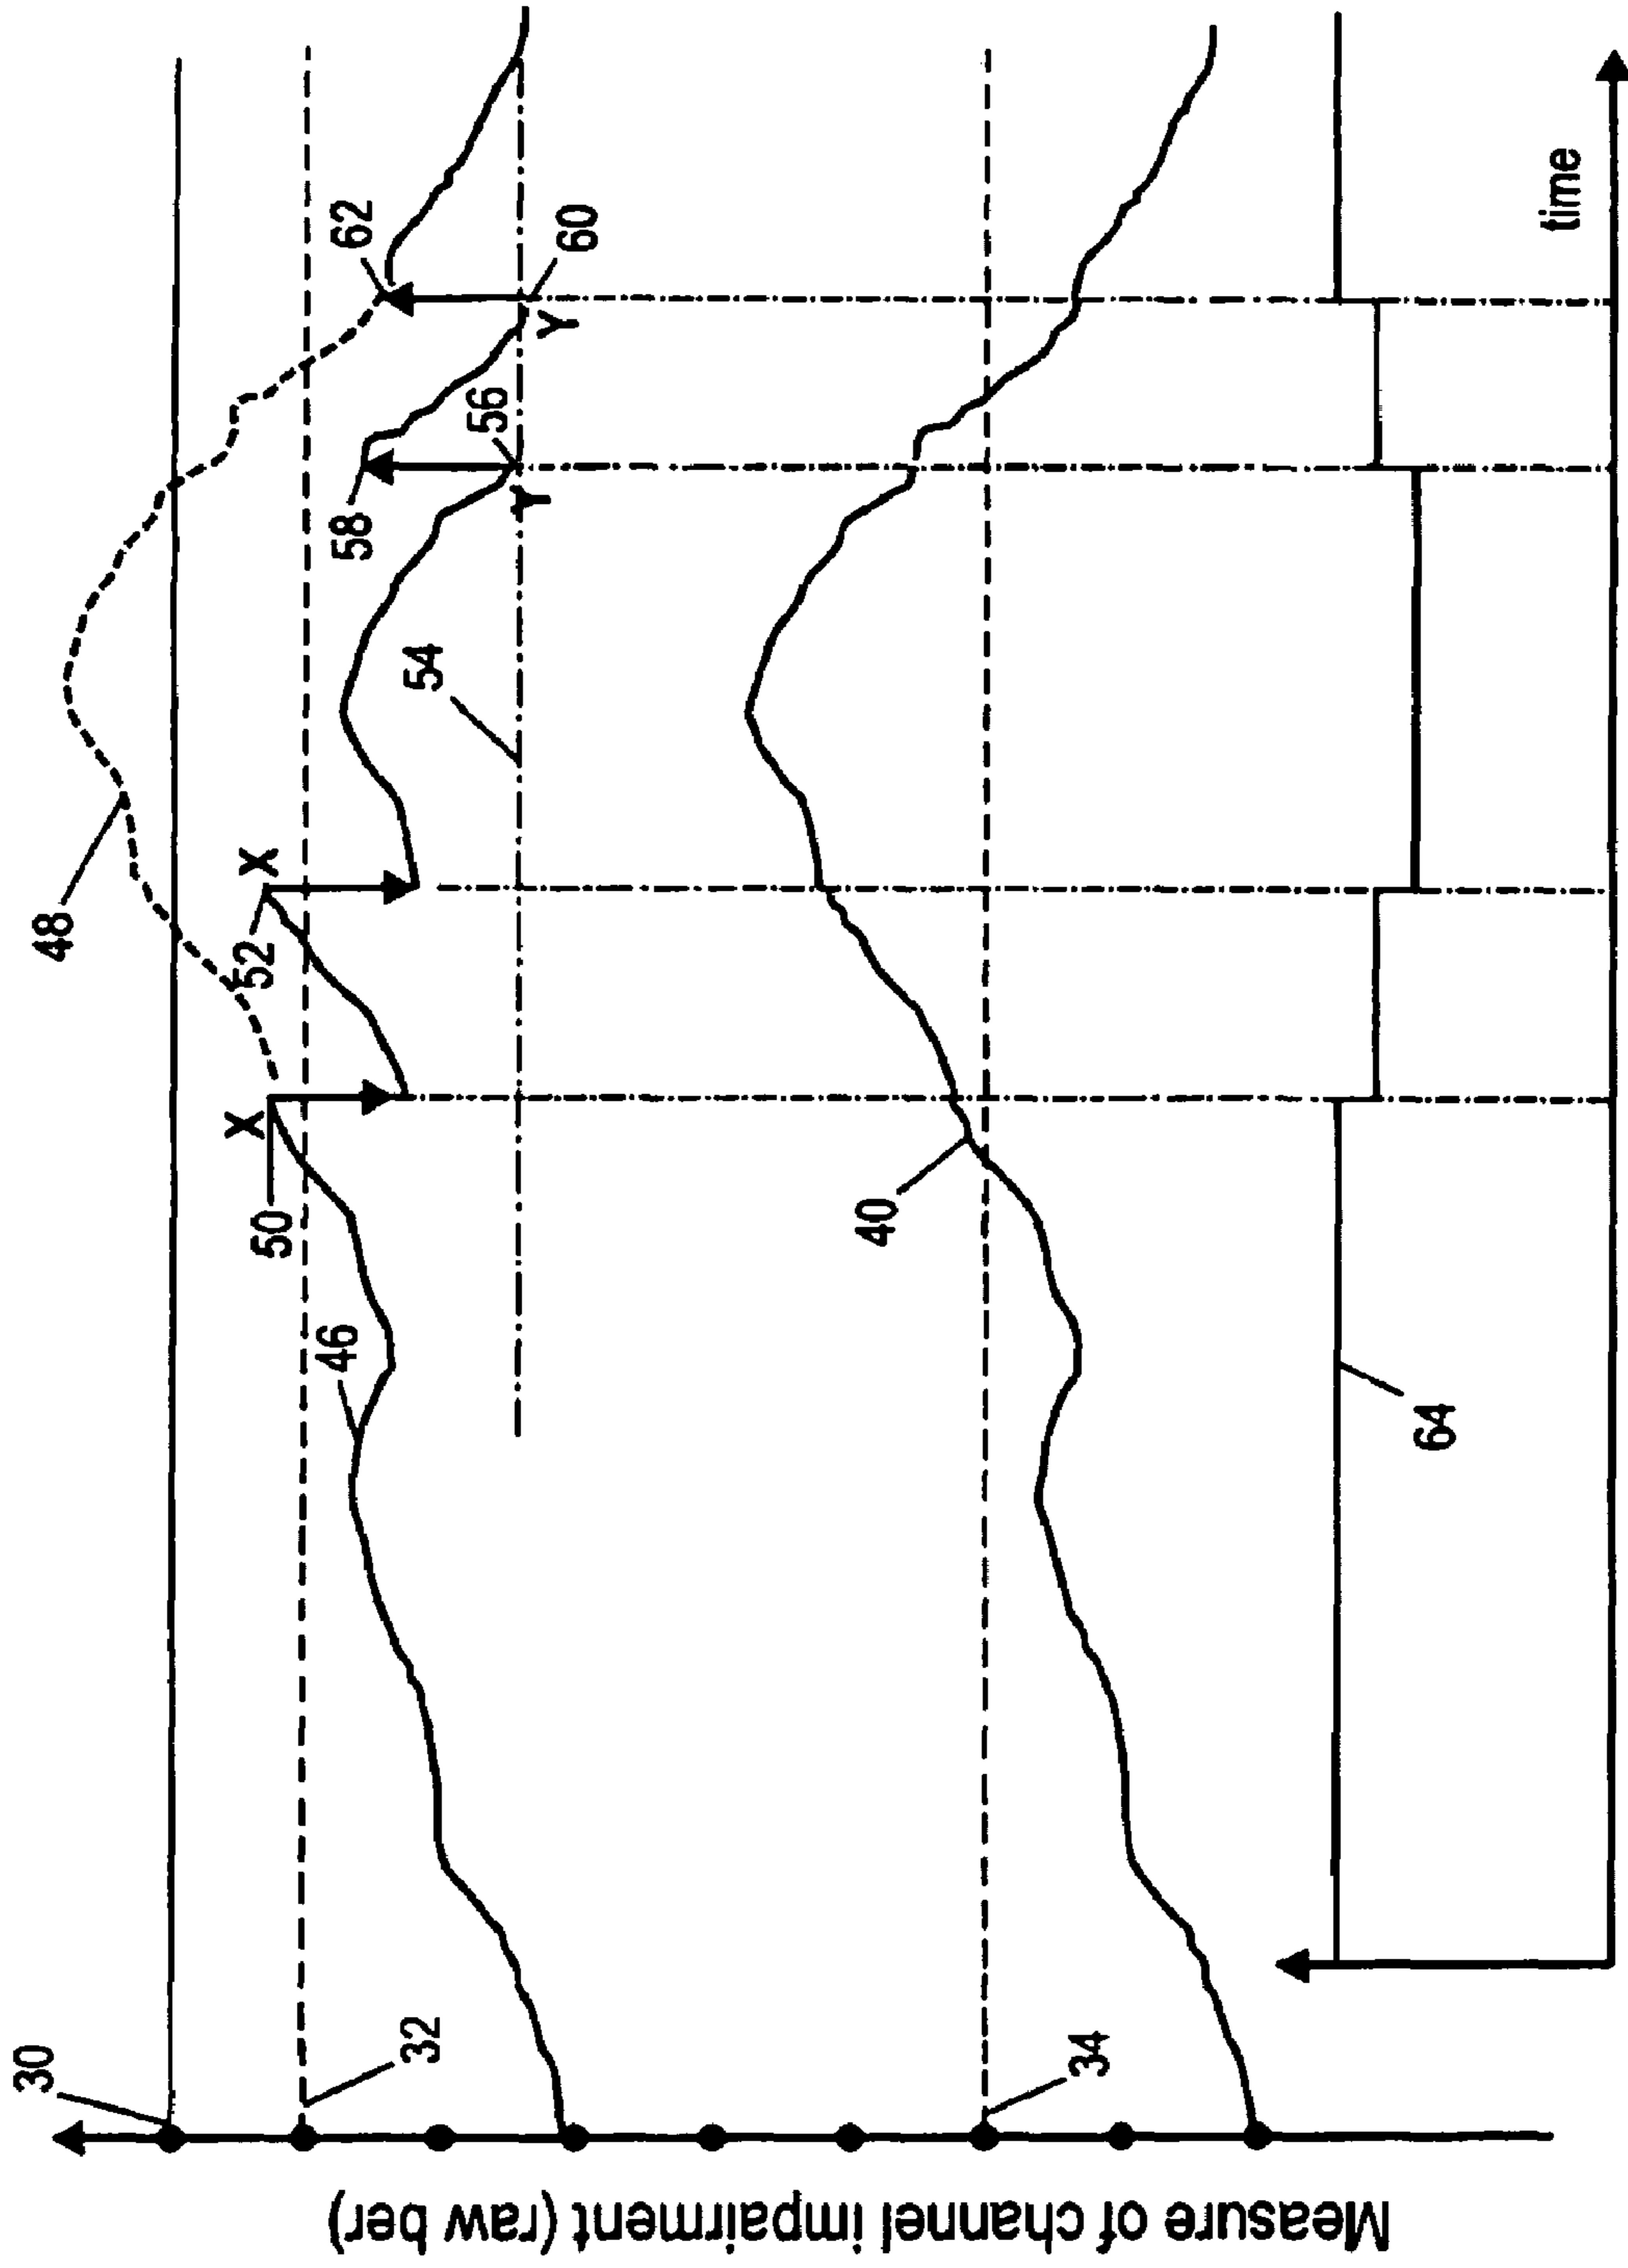 Measure of channel impairment (raw ber)
30
32
34
46
50
X
52
X
48
54
56
Y
58
60
Y
62
40
64
time